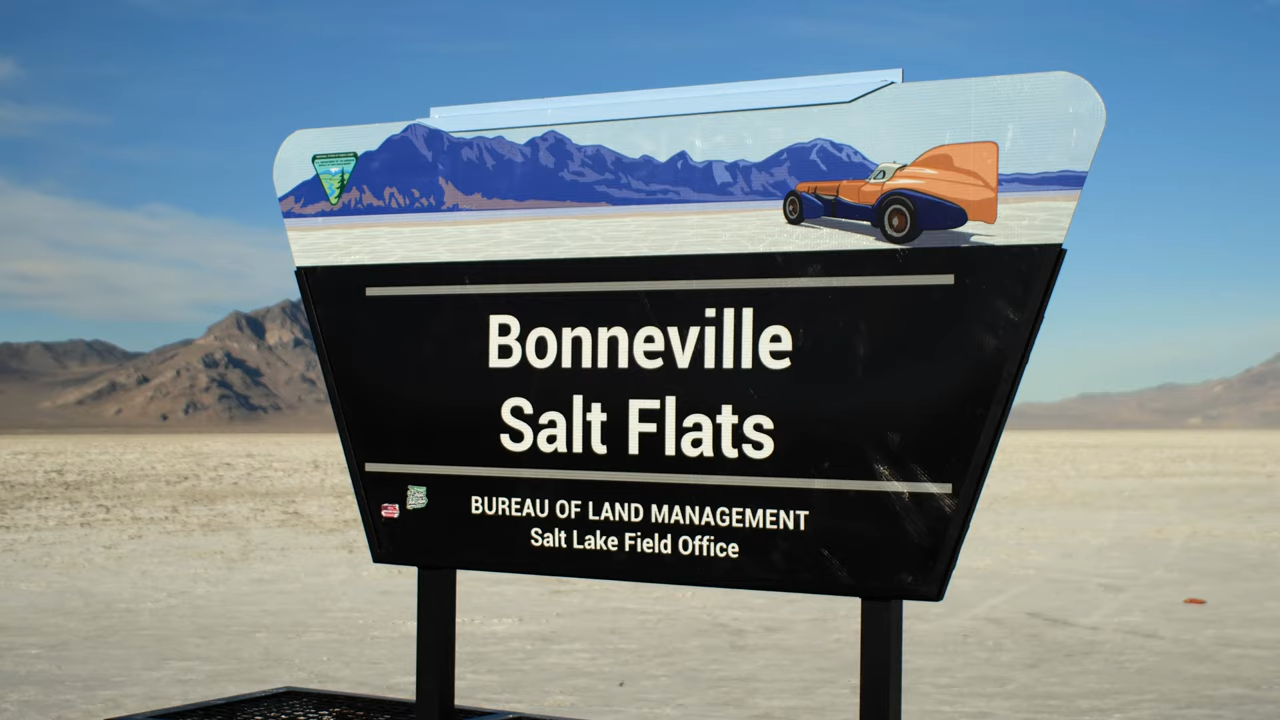 Bonneville
Salt Flats
BUREAU OF LAND MANAGEMENT
Salt Lake Field Office